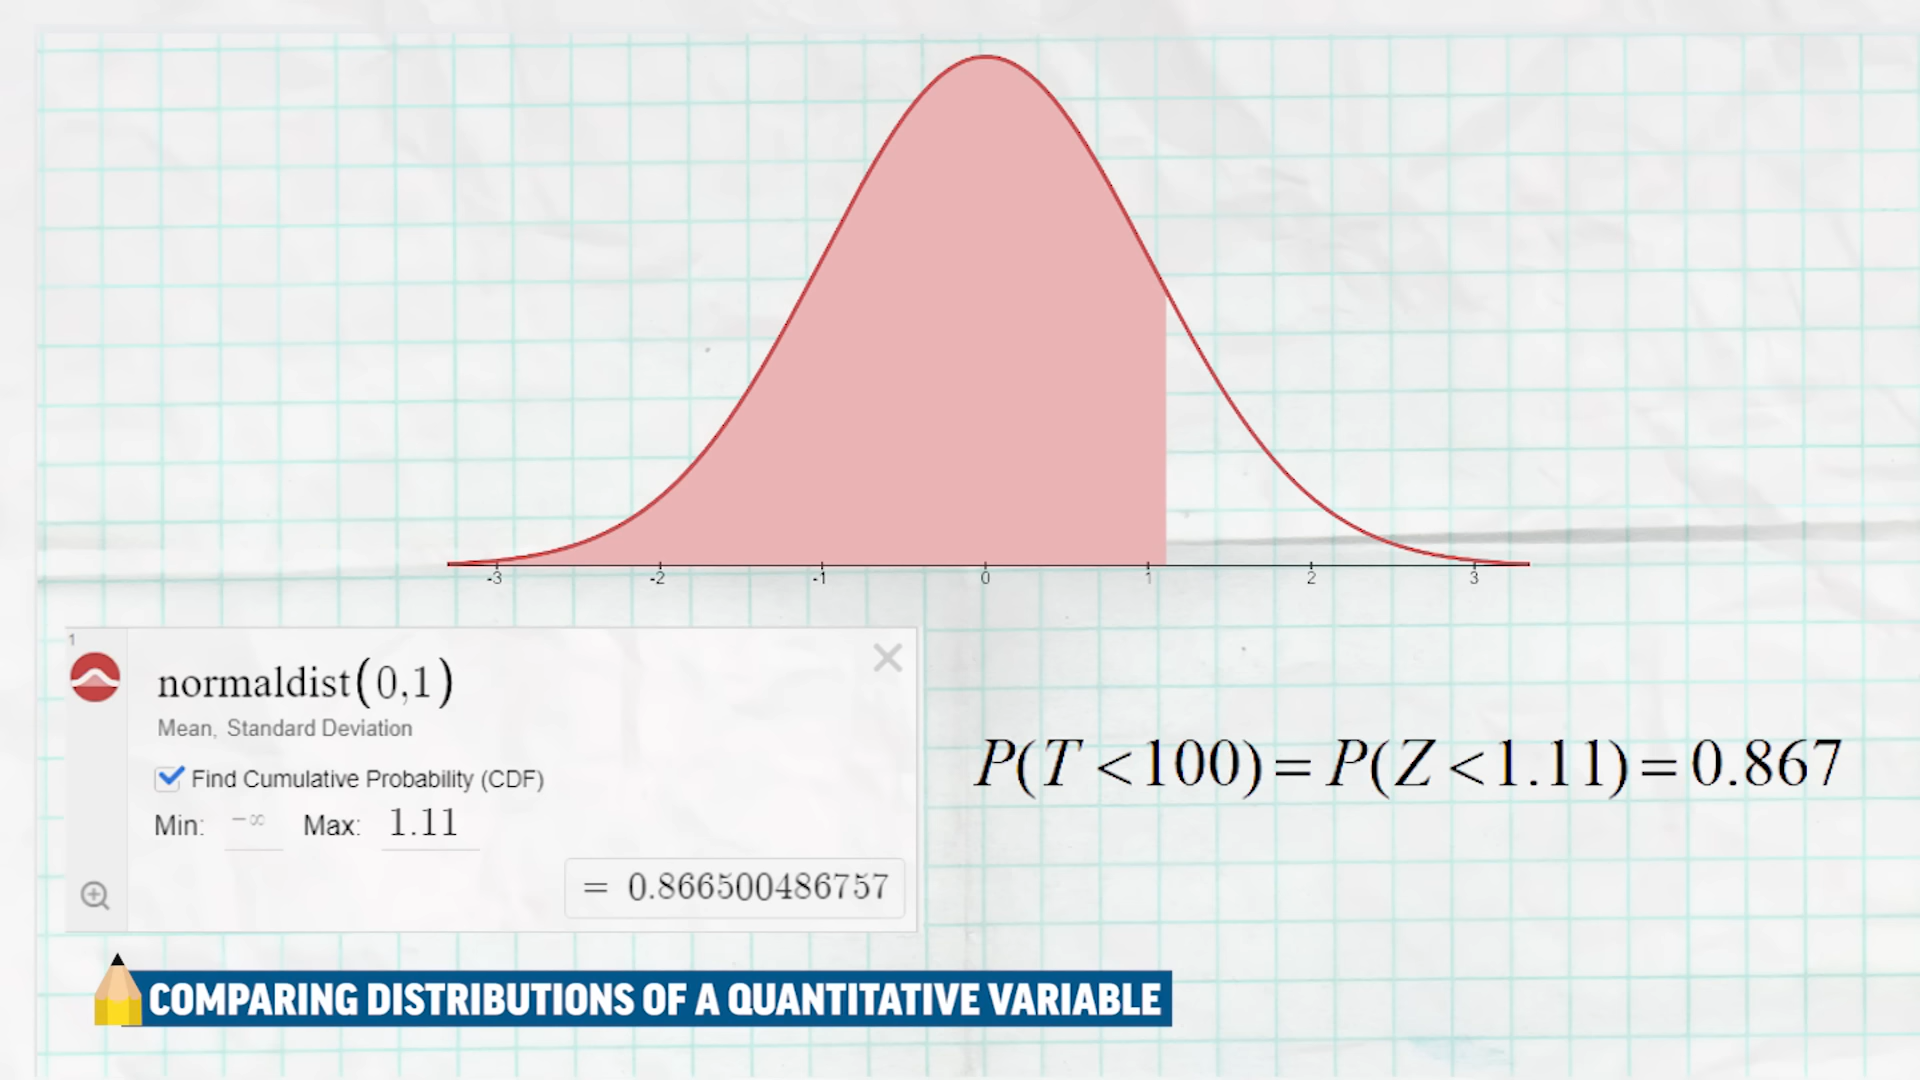 -3 -2 -1 0 1 2 3
1
normaldist(0,1)
Mean, Standard Deviation
Find Cumulative Probability (CDF)
Min: -∞ Max: 1.11
= 0.866500486757
P(T <100)= P(Z <1.11)= 0.867
COMPARING DISTRIBUTIONS OF A QUANTITATIVE VARIABLE